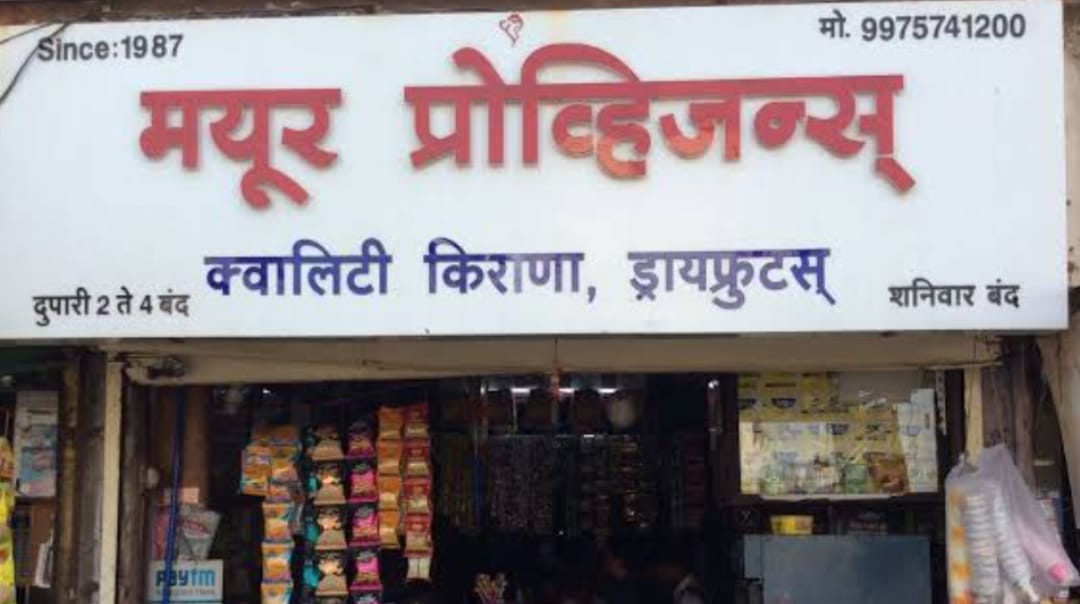 Since:1987
मो. 9975741200
मयूर प्रोव्हिजन्स्
क्वालिटी किराणा, ड्रायफ्रुटस्
दुपारी 2 ते 4 बंद
शनिवार बंद
Paytm